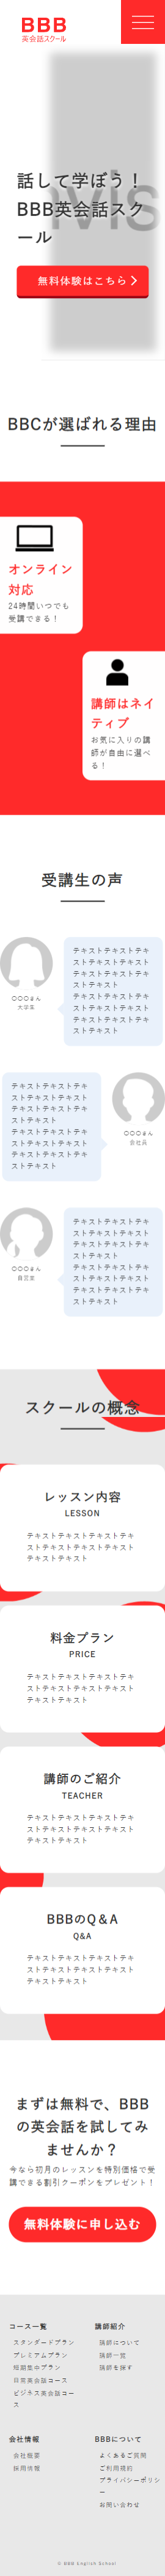 BBB
英会話スクール
話して学ぼう！
BBB英会話スク
ール
無料体験はこちら
BBCが選ばれる理由
オンライン
対応
24時間いつでも
受講できる！
講師はネイ
ティブ
お気に入りの講
師が自由に選べ
る！
受講生の声
〇〇〇さん
大学生
テキストテキストテキ
ストテキストテキスト
テキストテキストテキ
ストテキスト
テキストテキストテキ
ストテキストテキスト
テキストテキストテキ
ストテキスト
テキストテキストテキ
ストテキストテキスト
テキストテキストテキ
ストテキスト
テキストテキストテキ
ストテキストテキスト
テキストテキストテキ
ストテキスト
〇〇〇さん
会社員
〇〇〇さん
自営業
テキストテキストテキ
ストテキストテキスト
テキストテキストテキ
ストテキスト
テキストテキストテキ
ストテキストテキスト
テキストテキストテキ
ストテキスト
スクールの概念
レッスン内容
LESSON
テキストテキストテキストテキ
ストテキストテキストテキスト
テキストテキスト
料金プラン
PRICE
テキストテキストテキストテキ
ストテキストテキストテキスト
テキストテキスト
講師のご紹介
TEACHER
テキストテキストテキストテキ
ストテキストテキストテキスト
テキストテキスト
BBBのQ＆A
Q&A
テキストテキストテキストテキ
ストテキストテキストテキスト
テキストテキスト
まずは無料で、BBB
の英会話を試してみ
ませんか？
今なら初月のレッスンを特別価格で受
講できる割引クーポンをプレゼント！
無料体験に申し込む
コース一覧
スタンダードプラン
プレミアムプラン
短期集中プラン
日常英会話コース
ビジネス英会話コー
ス
講師紹介
講師について
講師一覧
講師を探す
会社情報
会社概要
採用情報
BBBについて
よくあるご質問
ご利用規約
プライバシーポリシ
ー
お問い合わせ
© BBB English School